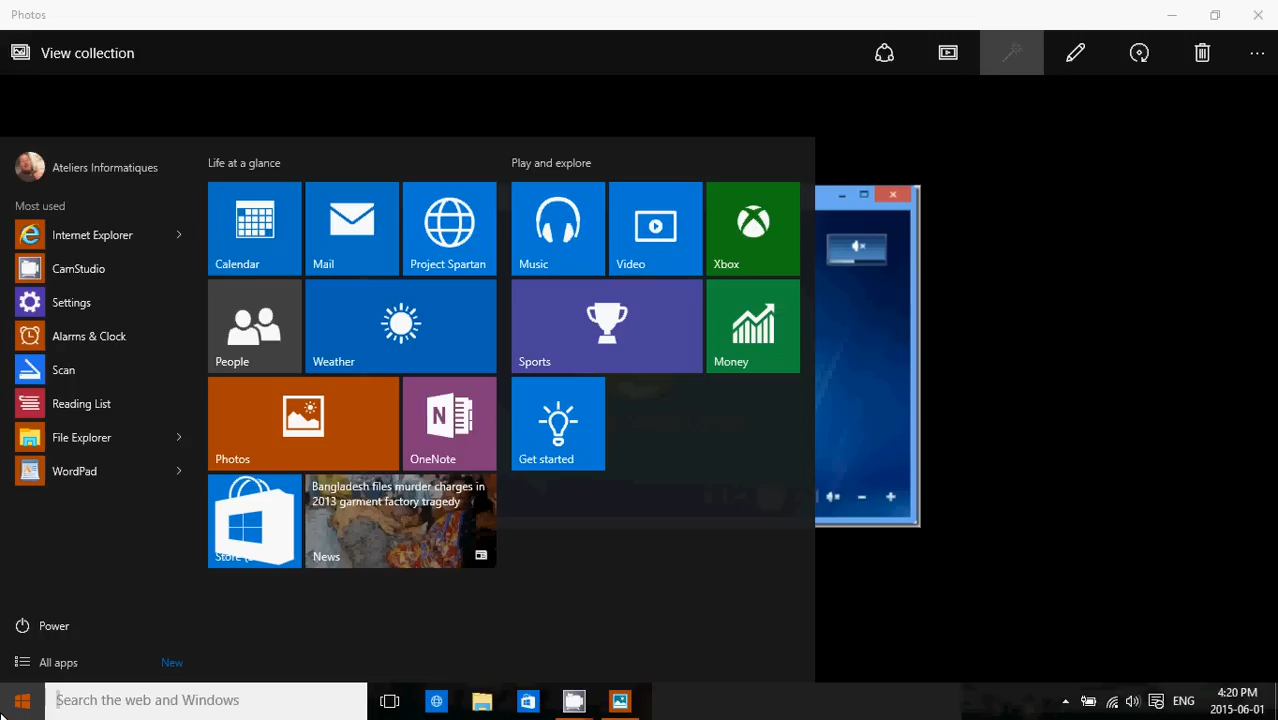 Photos
View collection
Ateliers Informatiques
Most used
Internet Explorer
CamStudio
Settings
Alarms & Clock
Scan
Reading List
File Explorer
WordPad
Power
All apps
New
Life at a glance
Calendar
Mail
Project Spartan
People
Weather
Photos
N
OneNote
Store
Bangladesh files murder charges in
2013 garment factory tragedy
News
Play and explore
Music
Video
Xbox
Sports
Money
Get started
Search the web and Windows
ENG
4:20 PM
2015-06-01